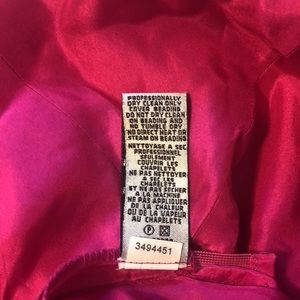 PROFESSIONALLY
DRY CLEAN ONLY
COVER BEADING
DO NOT DRY CLEAN
ON BEADING AND
NO TUMBLE DRY
NO DIRECT HEAT OR
STEAM ON BEADING
NETTOYAGE A SEC
PROFESSIONNEL
SEULEMENT
COUVRIR LES
CHAPELETS
NE PAS NETTOYER
A SEC LES
CHAPELETS
ET NE PAS SECHER
A LA MACHINE
NE PAS APPLIQUER
DE LA CHALEUR
OU DE LA VAPEUR
AU CHAPELETS
P
3494451